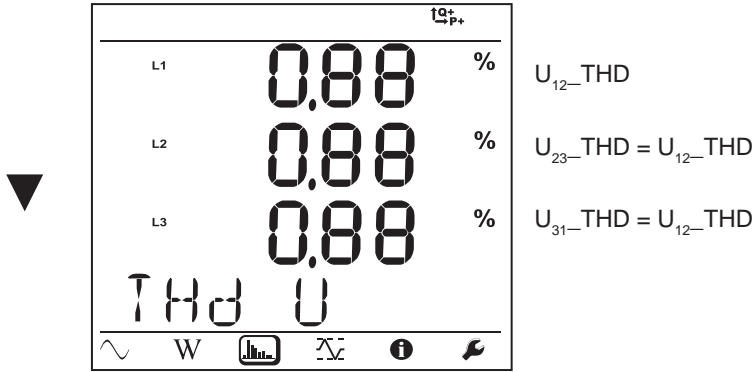 Q+
P+
L1 0.88 % U₁₂_THD
L2 0.88 % U₂₃_THD = U₁₂_THD
L3 0.88 % U₃₁_THD = U₁₂_THD
THd U
W